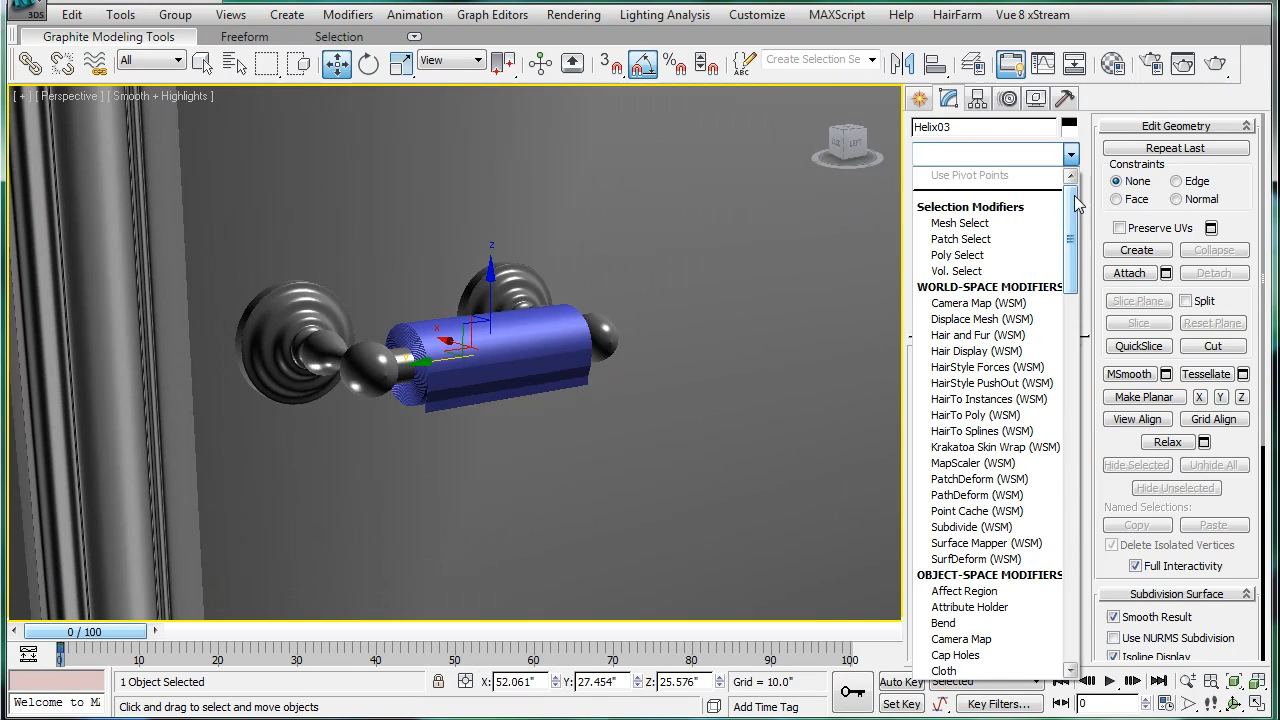 3DS
Edit Tools Group Views Create Modifiers Animation Graph Editors Rendering Lighting Analysis Customize MAXScript Help HairFarm Vue 8 xStream
Graphite Modeling Tools Freeform Selection
All View 3 ABC Create Selection Se
[ + ] [ Perspective ] [ Smooth + Highlights ]
LEFT
z
x
Helix03
Use Pivot Points
Selection Modifiers
Mesh Select
Patch Select
Poly Select
Vol. Select
WORLD-SPACE MODIFIERS
Camera Map (WSM)
Displace Mesh (WSM)
Hair and Fur (WSM)
Hair Display (WSM)
HairStyle Forces (WSM)
HairStyle PushOut (WSM)
HairTo Instances (WSM)
HairTo Poly (WSM)
HairTo Splines (WSM)
Krakatoa Skin Wrap (WSM)
MapScaler (WSM)
PatchDeform (WSM)
PathDeform (WSM)
Point Cache (WSM)
Subdivide (WSM)
Surface Mapper (WSM)
SurfDeform (WSM)
OBJECT-SPACE MODIFIERS
Affect Region
Attribute Holder
Bend
Camera Map
Cap Holes
Cloth
Edit Geometry
Repeat Last
Constraints
None Edge
Face Normal
Preserve UVs
Create Collapse
Attach Detach
Slice Plane Split
Slice Reset Plane
QuickSlice Cut
MSmooth Tessellate
Make Planar X Y Z
View Align Grid Align
Relax
Hide Selected Unhide All
Hide Unselected
Named Selections:
Copy Paste
Delete Isolated Vertices
Full Interactivity
Subdivision Surface
Smooth Result
Use NURMS Subdivision
Isoline Display
0 / 100
0 10 20 30 40 50 60 70 80 90 100
1 Object Selected X: 52.061" Y: 27.454" Z: 25.576" Grid = 10.0" Auto Key Selected
Welcome to M Click and drag to select and move objects Add Time Tag Set Key Key Filters... 0